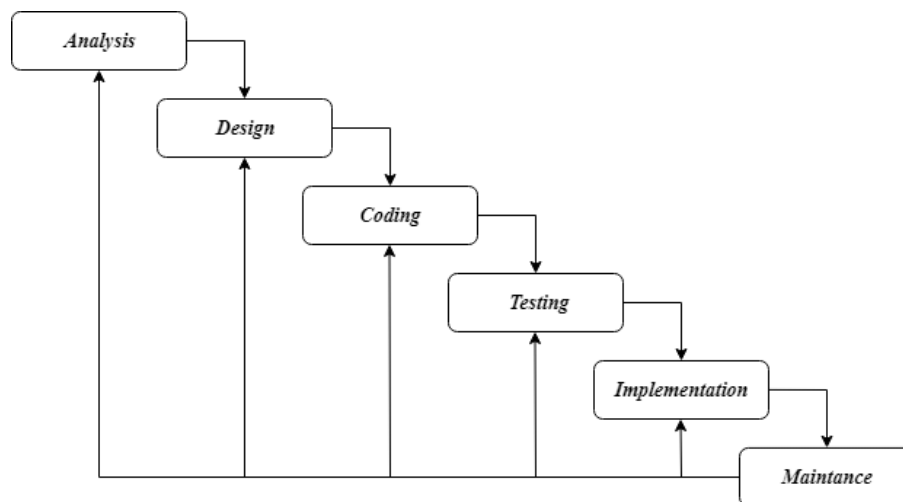 Analysis
Design
Coding
Testing
Implementation
Maintance